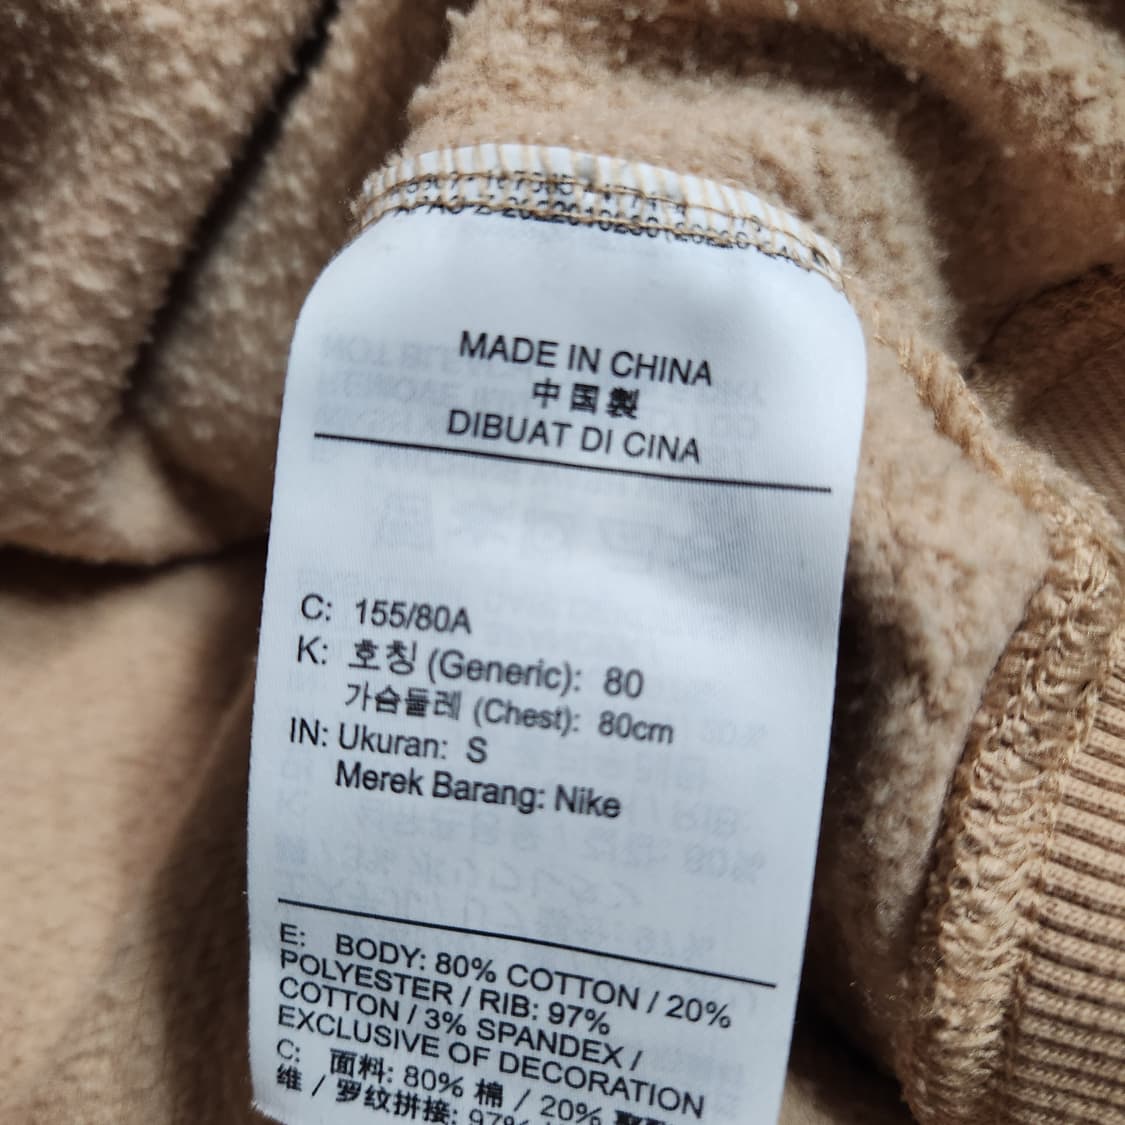 MADE IN CHINA
中国製
DIBUAT DI CINA
C: 155/80A
K: 호칭 (Generic): 80
가슴둘레 (Chest): 80cm
IN: Ukuran: S
Merek Barang: Nike
E: BODY: 80% COTTON / 20%
POLYESTER / RIB: 97%
COTTON / 3% SPANDEX /
EXCLUSIVE OF DECORATION
C: 面料: 80% 棉 / 20%
维 / 罗纹拼接: 97%